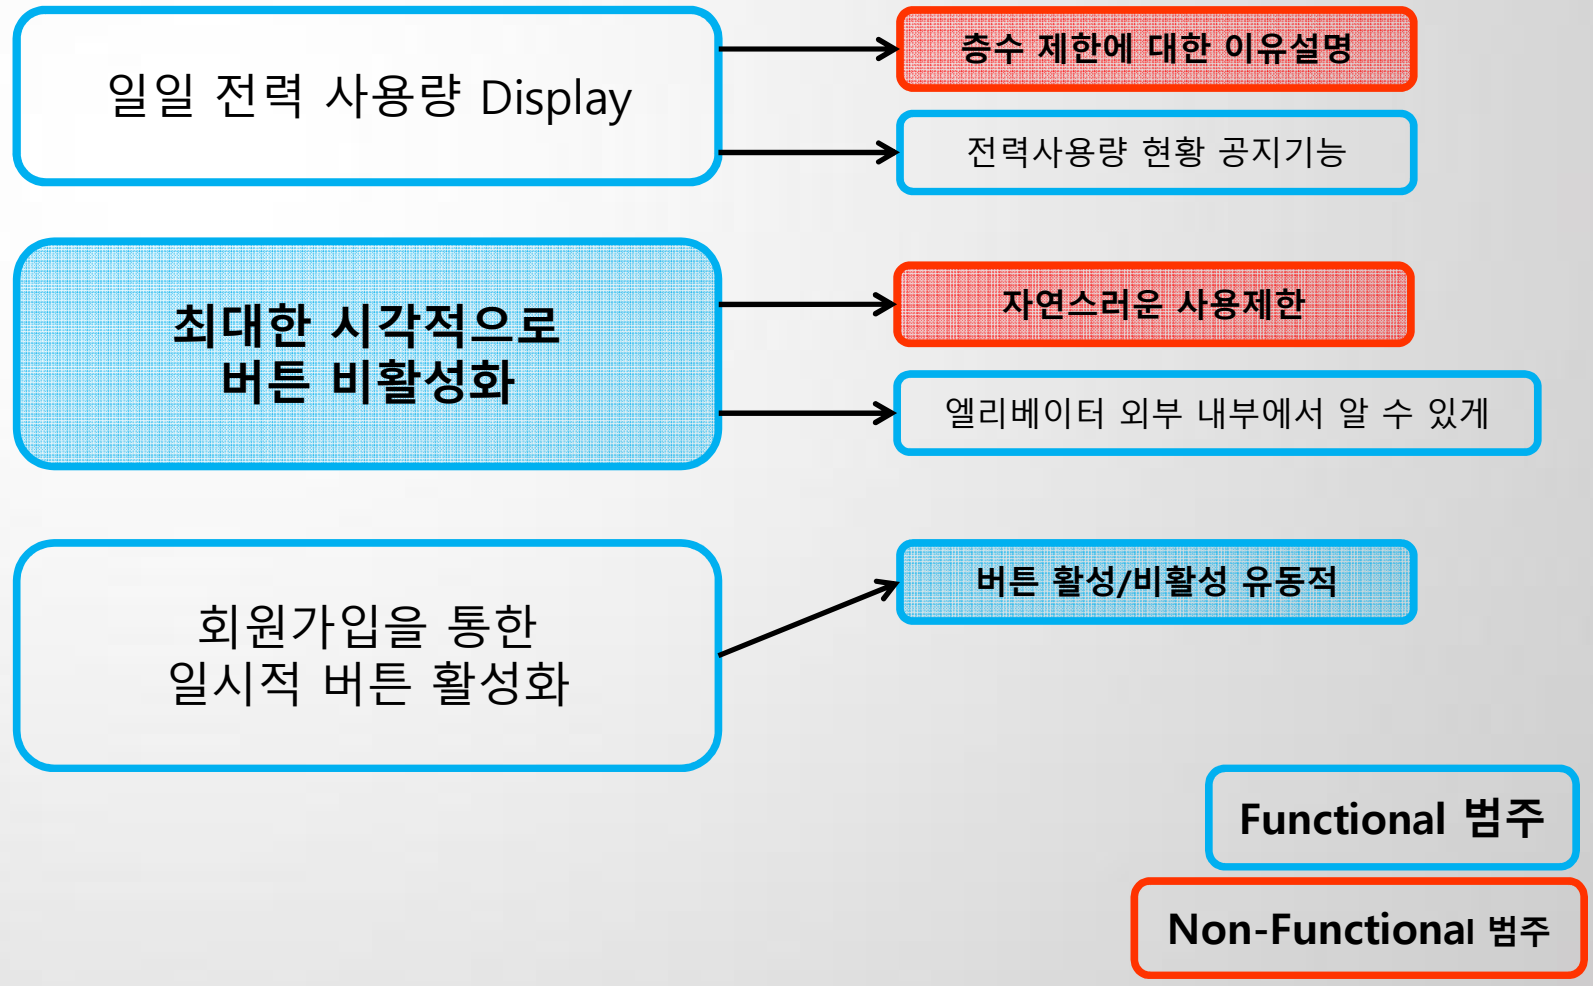 일일 전력 사용량 Display
층수 제한에 대한 이유설명
전력사용량 현황 공지기능
최대한 시각적으로
버튼 비활성화
자연스러운 사용제한
엘리베이터 외부 내부에서 알 수 있게
회원가입을 통한
일시적 버튼 활성화
버튼 활성/비활성 유동적
Functional 범주
Non-Functional 범주